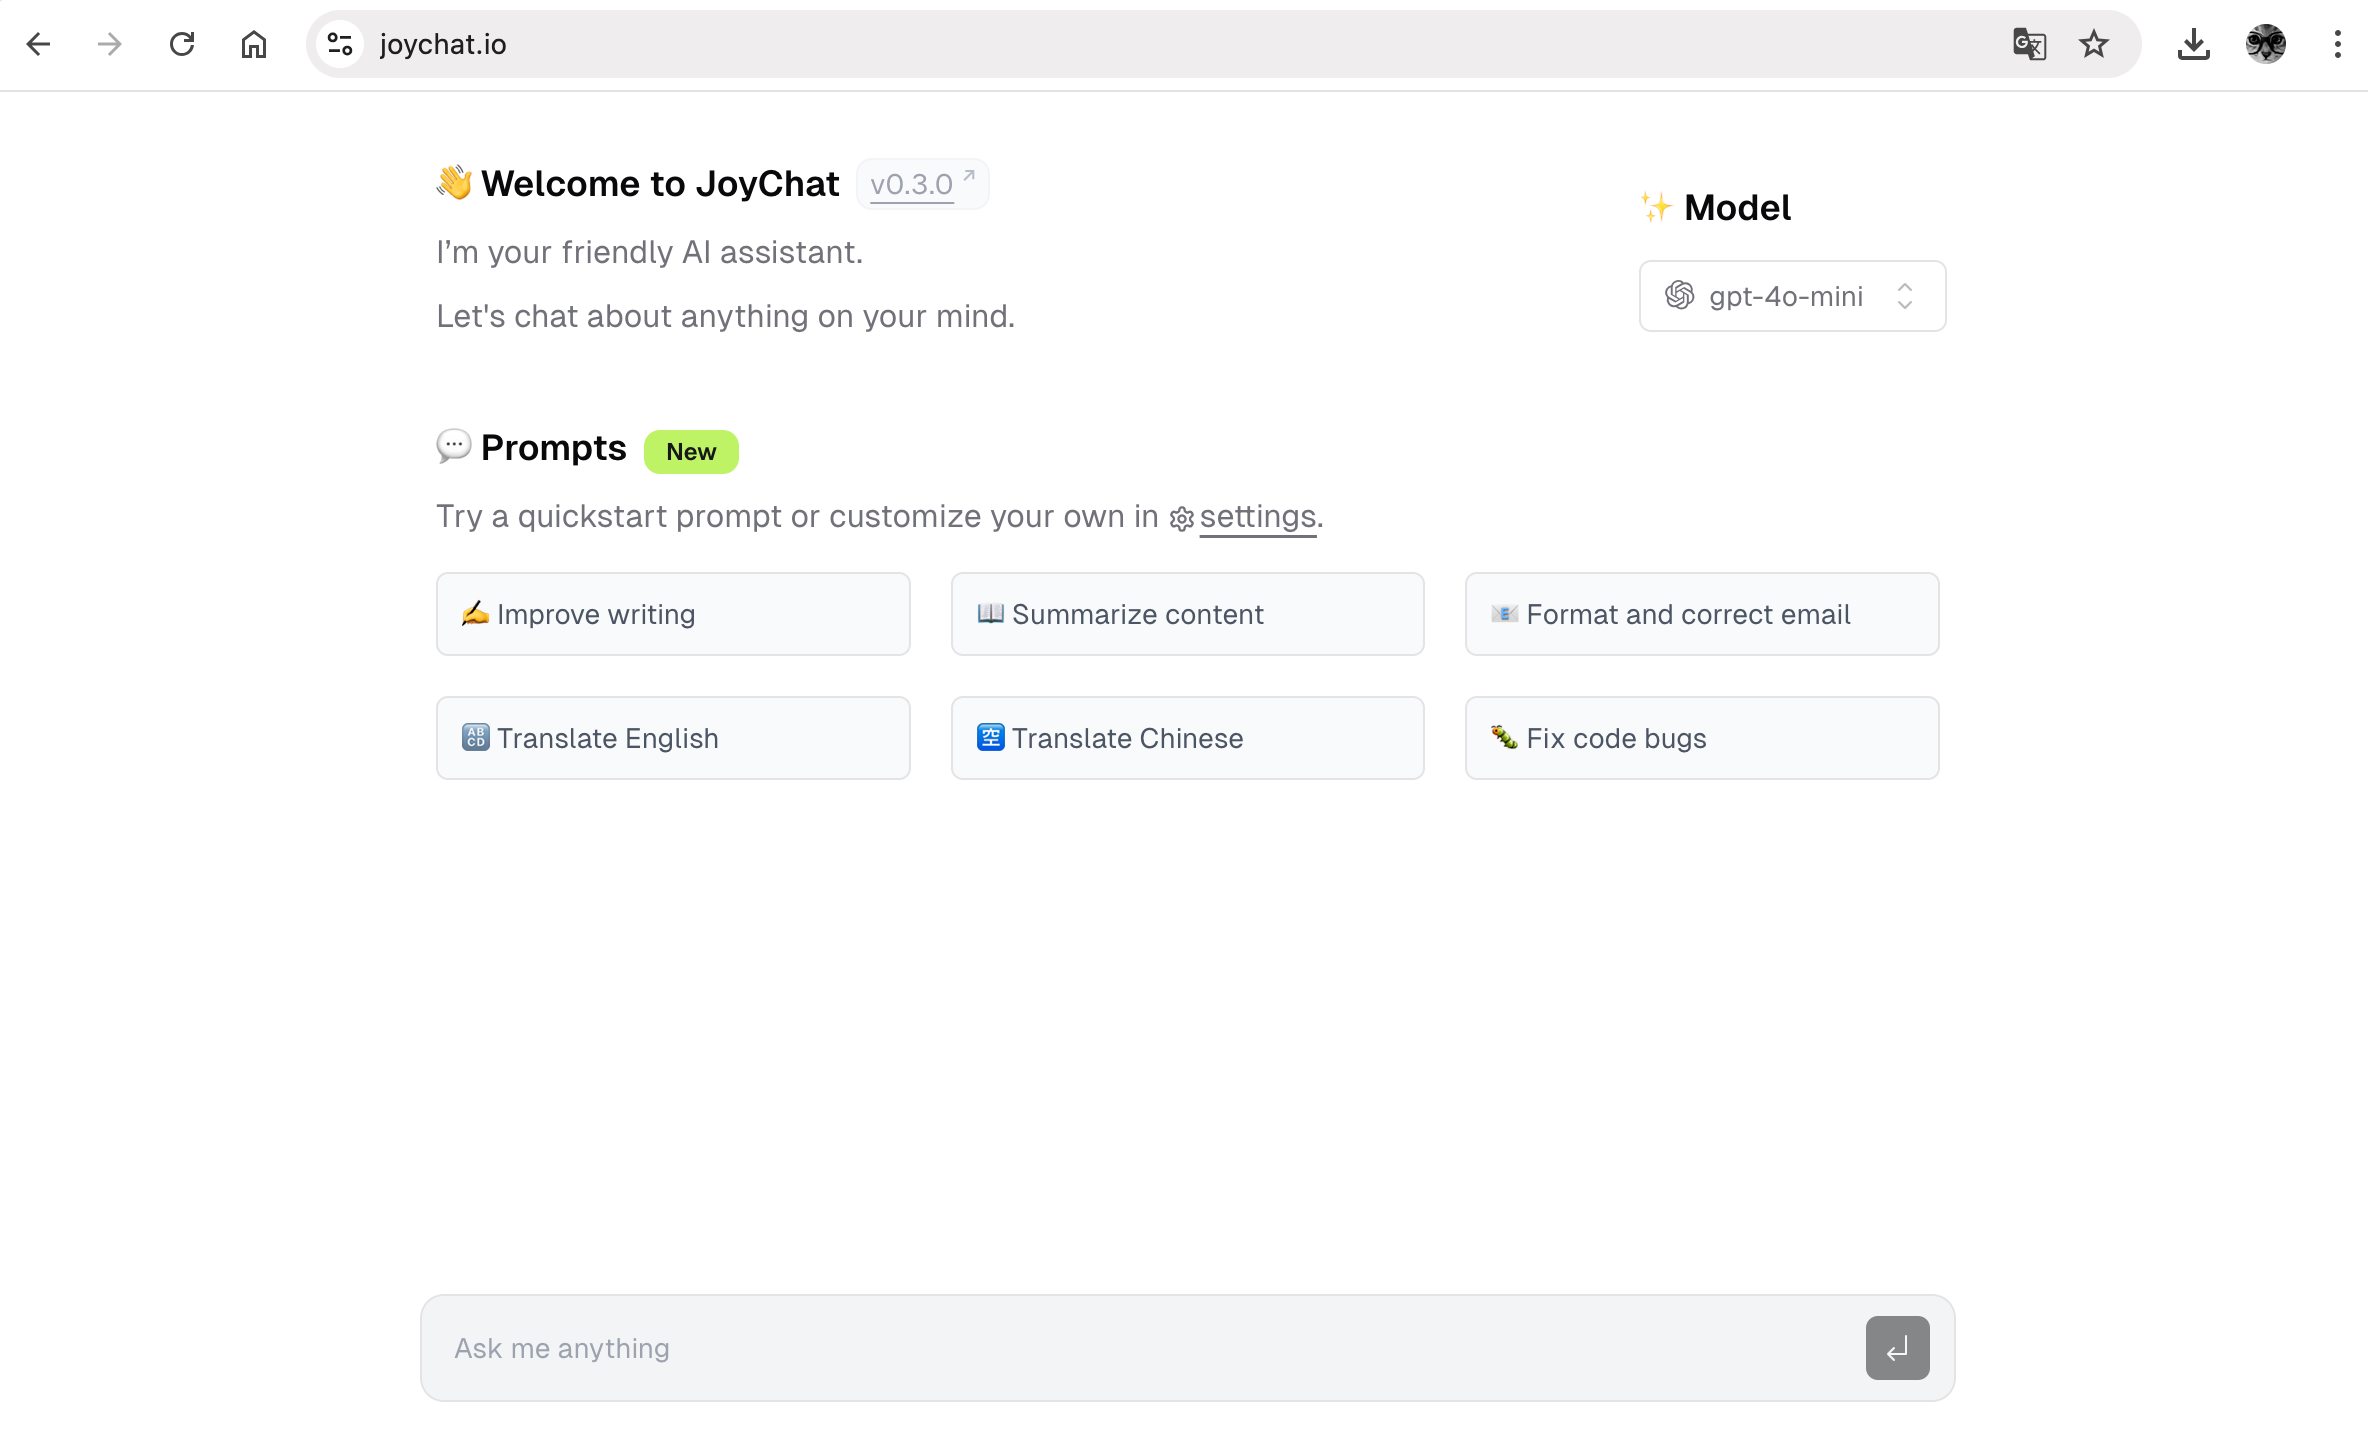 joychat.io
👋 Welcome to JoyChat v0.3.0 ↗
I’m your friendly AI assistant.
Let's chat about anything on your mind.
✨ Model
gpt-4o-mini
💬 Prompts New
Try a quickstart prompt or customize your own in settings.
✍️ Improve writing
📖 Summarize content
📧 Format and correct email
🔠 Translate English
🈳 Translate Chinese
🐛 Fix code bugs
Ask me anything